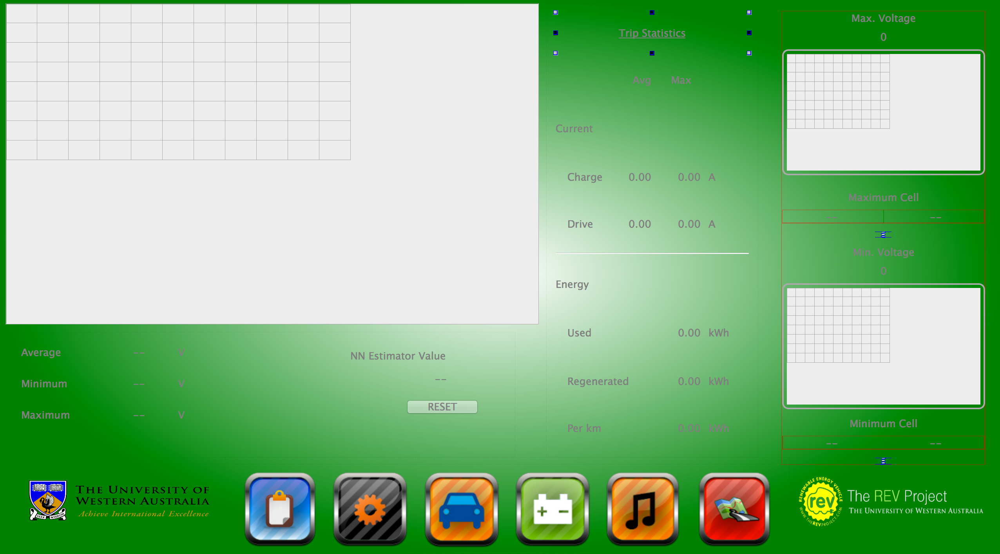 Trip Statistics
Avg Max
Current
Charge 0.00 0.00 A
Drive 0.00 0.00 A
Energy
Used 0.00 kWh
Regenerated 0.00 kWh
Per km 0.00 kWh
Max. Voltage
0
Maximum Cell
-- --
Min. Voltage
0
Minimum Cell
-- --
Average -- V
Minimum -- V
Maximum -- V
NN Estimator Value
--
RESET
SEEK WISDOM
THE UNIVERSITY OF
WESTERN AUSTRALIA
Achieve International Excellence
RENEWABLE ENERGY VEHICLE
rev
WWW.THEREVPROJECT.COM
The REV Project
THE UNIVERSITY OF WESTERN AUSTRALIA